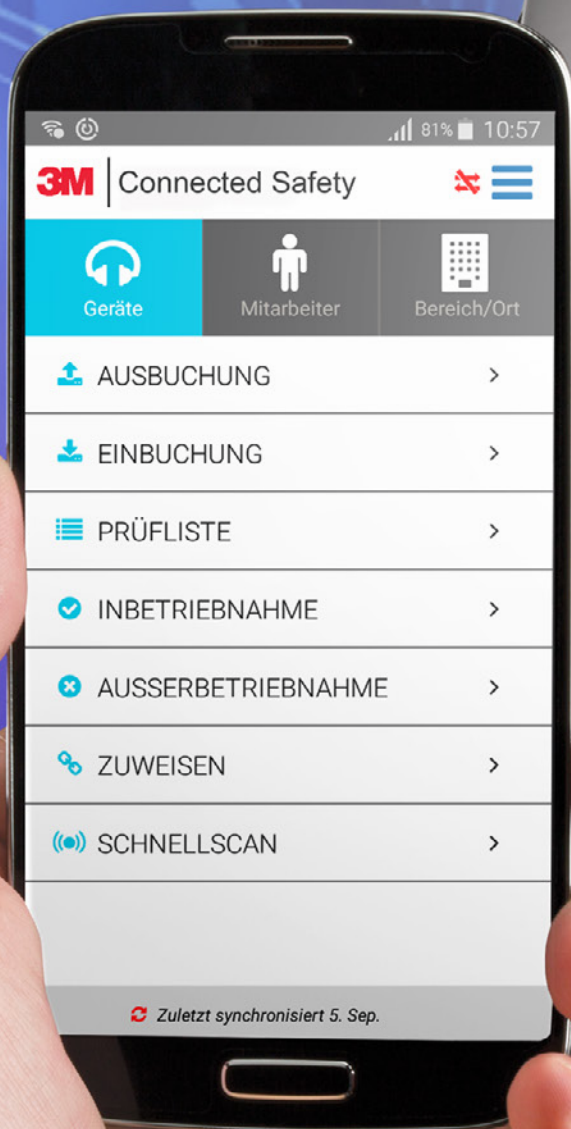 81% 10:57
3M Connected Safety
Geräte Mitarbeiter Bereich/Ort
AUSBUCHUNG
EINBUCHUNG
PRÜFLISTE
INBETRIEBNAHME
AUSSERBETRIEBNAHME
ZUWEISEN
SCHNELLSCAN
Zuletzt synchronisiert 5. Sep.